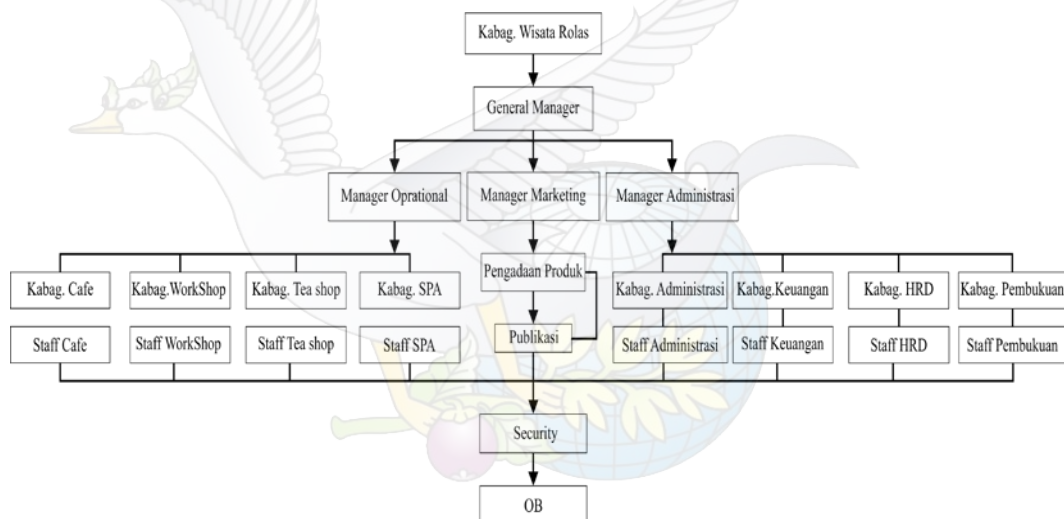 Kabag. Wisata Rolas
General Manager
Manager Oprational
Manager Marketing
Manager Administrasi
Pengadaan Produk
Kabag. Cafe
Kabag.WorkShop
Kabag. Tea shop
Kabag. SPA
Kabag. Administrasi
Kabag.Keuangan
Kabag. HRD
Kabag. Pembukuan
Publikasi
Staff Cafe
Staff WorkShop
Staff Tea shop
Staff SPA
Staff Administrasi
Staff Keuangan
Staff HRD
Staff Pembukuan
Security
OB